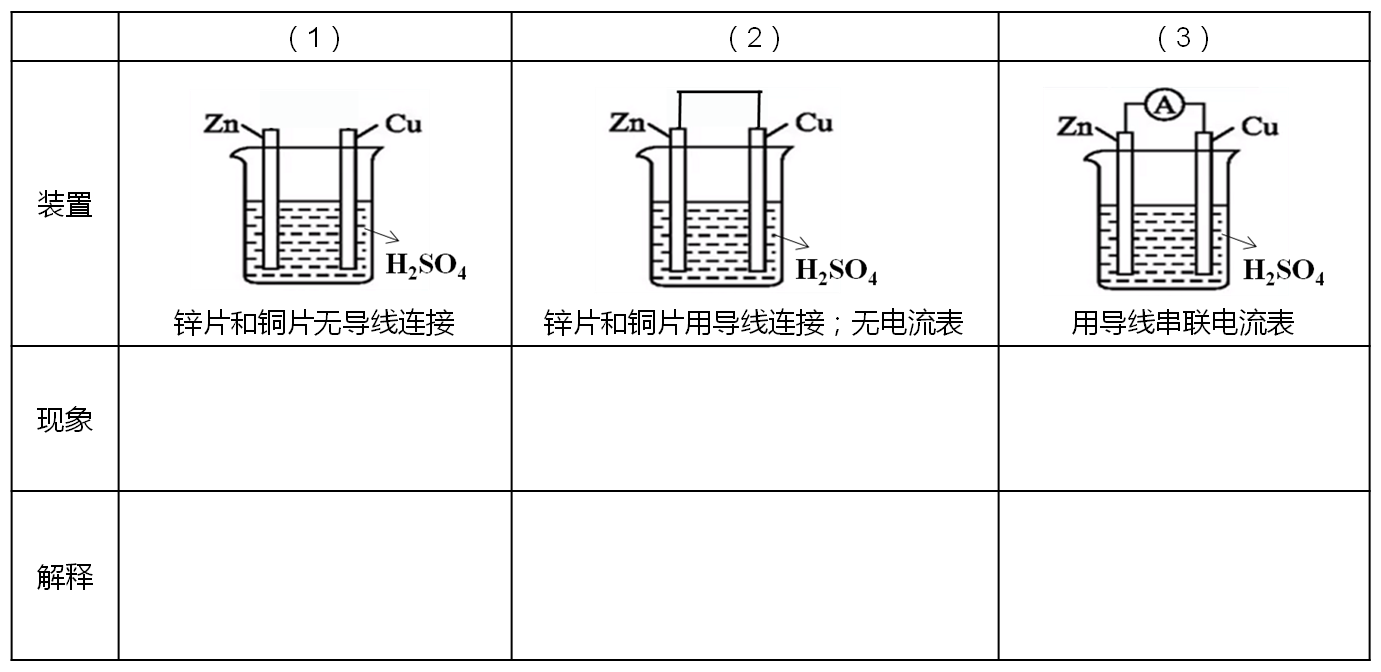 （1）
（2）
（3）
装置
Zn
Cu
H₂SO₄
锌片和铜片无导线连接
Zn
Cu
H₂SO₄
锌片和铜片用导线连接；无电流表
A
Zn
Cu
H₂SO₄
用导线串联电流表
现象
解释